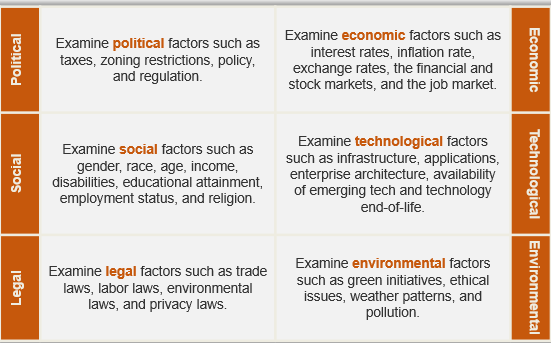 Political
Examine political factors such as
taxes, zoning restrictions, policy,
and regulation.
Examine economic factors such as
interest rates, inflation rate,
exchange rates, the financial and
stock markets, and the job market.
Economic
Social
Examine social factors such as
gender, race, age, income,
disabilities, educational attainment,
employment status, and religion.
Examine technological factors
such as infrastructure, applications,
enterprise architecture, availability
of emerging tech and technology
end-of-life.
Technological
Legal
Examine legal factors such as trade
laws, labor laws, environmental
laws, and privacy laws.
Examine environmental factors
such as green initiatives, ethical
issues, weather patterns, and
pollution.
Environmental